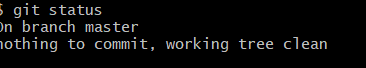 $ git status
On branch master
nothing to commit, working tree clean